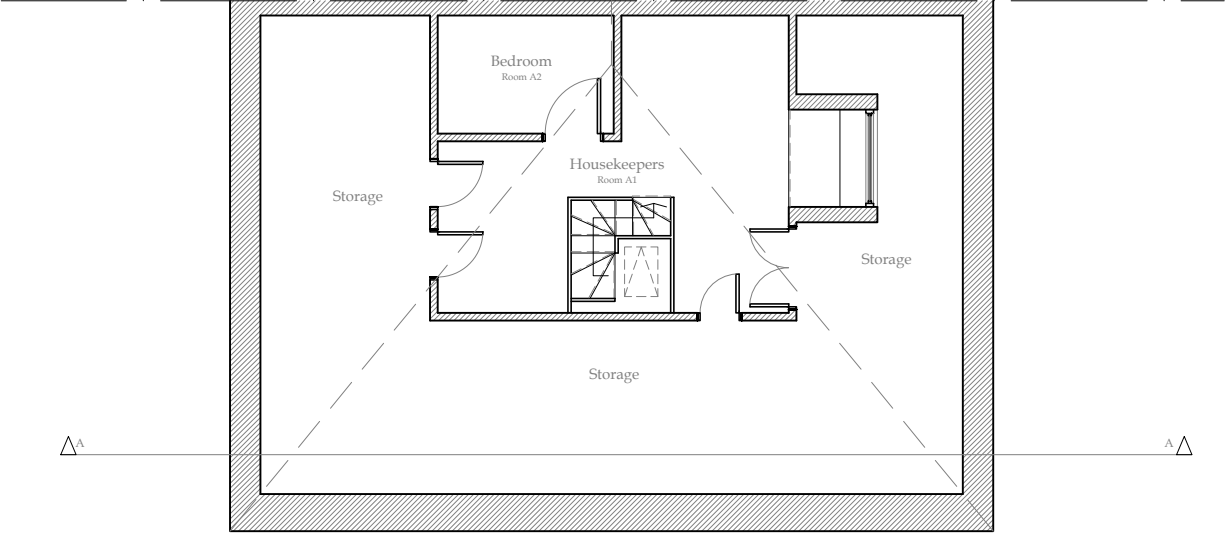 Bedroom
Room A2
Housekeepers
Room A1
Storage
Storage
Storage
A
A